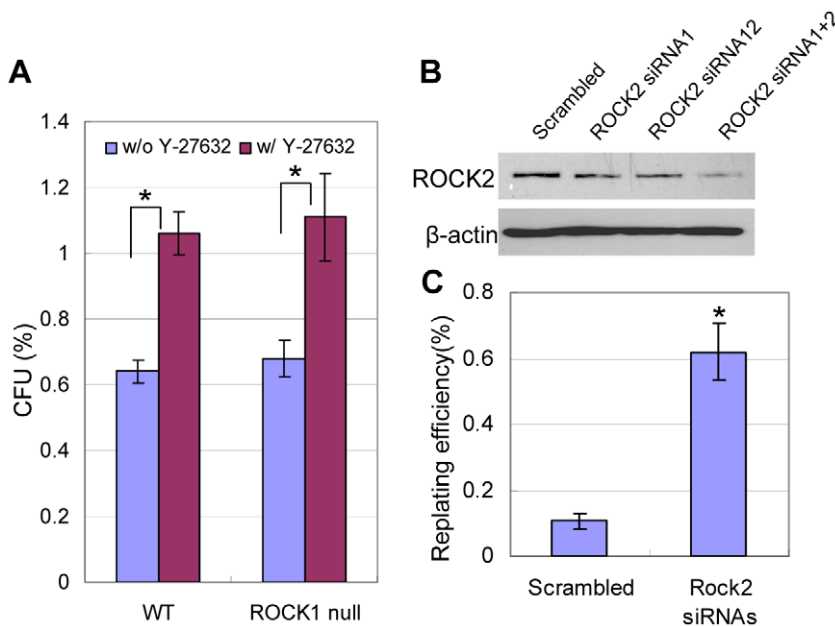 A
CFU (%)
1.4
1.2
1
0.8
0.6
0.4
0.2
0
w/o Y-27632
w/ Y-27632
*
*
WT
ROCK1 null
B
Scrambled
ROCK2 siRNA1
ROCK2 siRNA12
ROCK2 siRNA1+2
ROCK2
β-actin
C
Replating efficiency(%)
0.8
0.6
0.4
0.2
0
*
Scrambled
Rock2
siRNAs